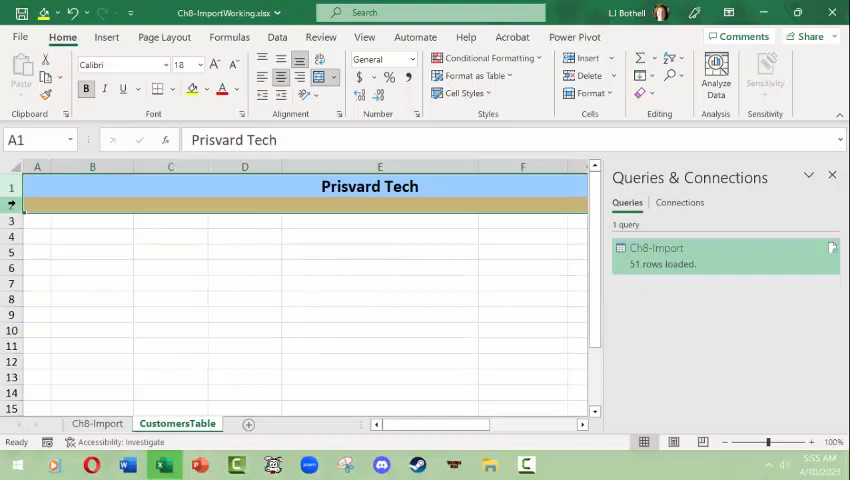 Ch8-ImportWorking.xlsx
Search
LJ Bothell
File Home Insert Page Layout Formulas Data Review View Automate Help Acrobat Power Pivot
Comments
Share
Paste
Calibri
18
General
Conditional Formatting
Format as Table
Cell Styles
Insert
Delete
Format
Analyze
Data
Sensitivity
Clipboard Font Alignment Number Styles Cells Editing Analysis Sensitivity
A1
fx
Prisvard Tech
A B C D E F
1 Prisvard Tech
2
3
4
5
6
7
8
9
10
11
12
13
14
15
Queries & Connections
Queries Connections
1 query
Ch8-Import
51 rows loaded.
Ch8-Import CustomersTable
Ready
Accessibility: Investigate
100%
5:55 AM
4/10/2023